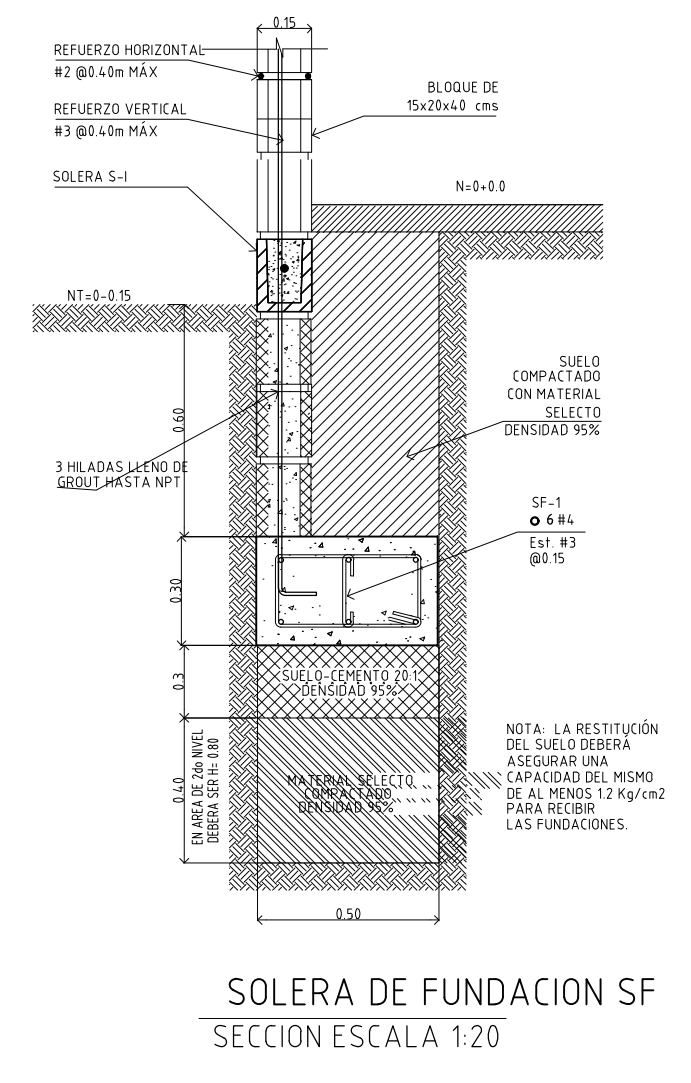 0.15
REFUERZO HORIZONTAL
#2 @0.40m MÁX
REFUERZO VERTICAL
#3 @0.40m MÁX
BLOQUE DE
15x20x40 cms
SOLERA S-I
N=0+0.0
NT=0-0.15
0.60
SUELO
COMPACTADO
CON MATERIAL
SELECTO
DENSIDAD 95%
3 HILADAS LLENO DE
GROUT HASTA NPT
SF-1
6 #4
Est. #3
@0.15
0.30
0.3
SUELO-CEMENTO 20:1
DENSIDAD 95%
0.40
EN AREA DE 2do NIVEL
DEBERA SER H= 0.80
MATERIAL SELECTO
COMPACTADO
DENSIDAD 95%
NOTA: LA RESTITUCIÓN
DEL SUELO DEBERÁ
ASEGURAR UNA
CAPACIDAD DEL MISMO
DE AL MENOS 1.2 Kg/cm2
PARA RECIBIR
LAS FUNDACIONES.
0.50
SOLERA DE FUNDACION SF
SECCION ESCALA 1:20